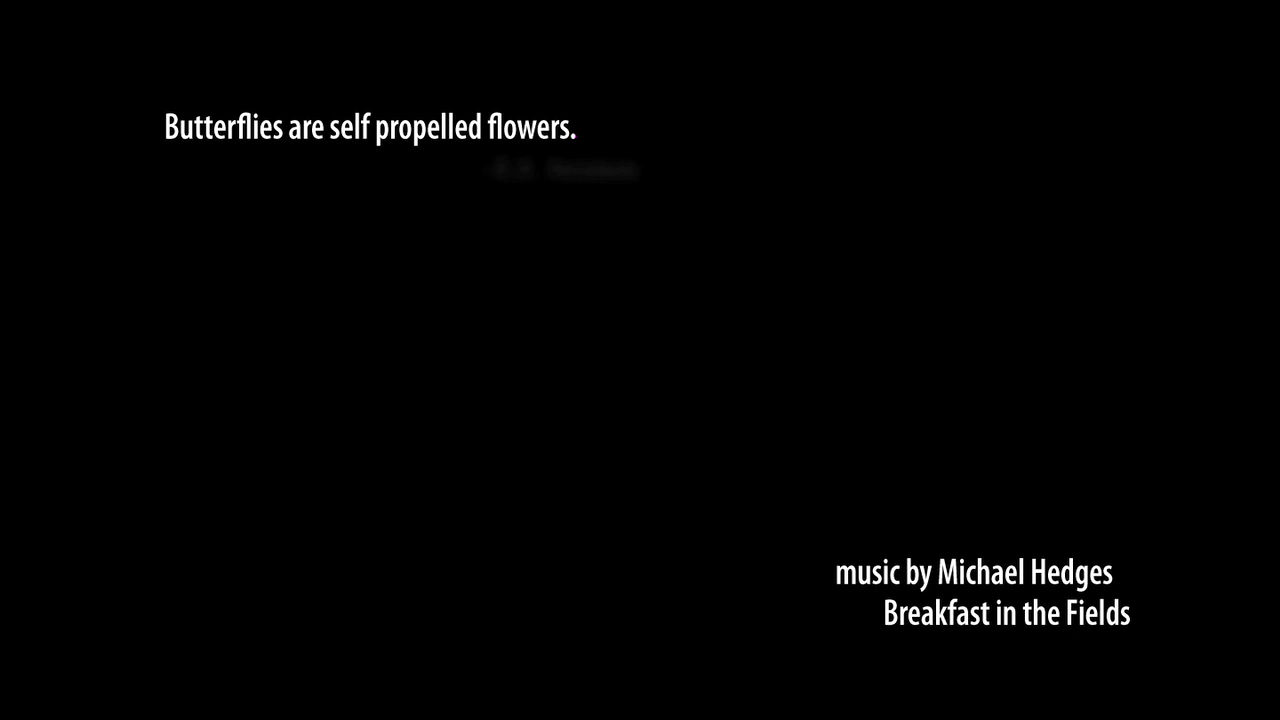 Butterflies are self propelled flowers.
music by Michael Hedges
Breakfast in the Fields